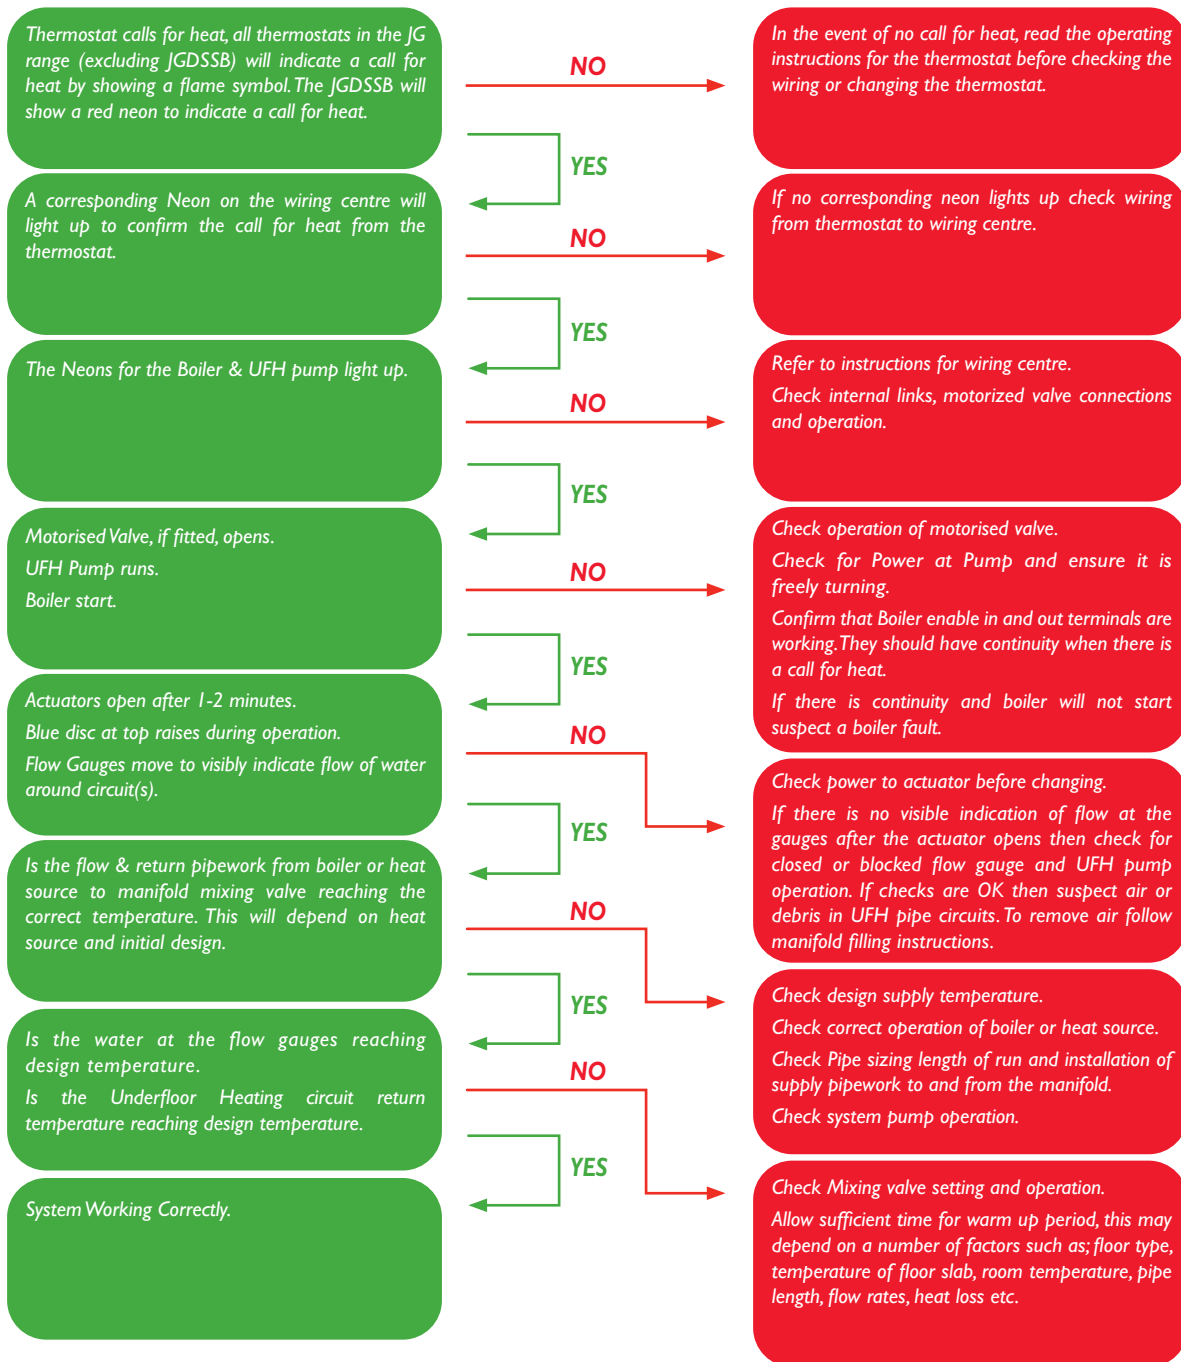 Thermostat calls for heat, all thermostats in the JG
range (excluding JGDSSB) will indicate a call for
heat by showing a flame symbol. The JGDSSB will
show a red neon to indicate a call for heat.
NO
In the event of no call for heat, read the operating
instructions for the thermostat before checking the
wiring or changing the thermostat.
YES
A corresponding Neon on the wiring centre will
light up to confirm the call for heat from the
thermostat.
NO
If no corresponding neon lights up check wiring
from thermostat to wiring centre.
YES
The Neons for the Boiler & UFH pump light up.
NO
Refer to instructions for wiring centre.
Check internal links, motorized valve connections
and operation.
YES
Motorised Valve, if fitted, opens.
UFH Pump runs.
Boiler start.
NO
Check operation of motorised valve.
Check for Power at Pump and ensure it is
freely turning.
Confirm that Boiler enable in and out terminals are
working. They should have continuity when there is
a call for heat.
If there is continuity and boiler will not start
suspect a boiler fault.
YES
Actuators open after 1-2 minutes.
Blue disc at top raises during operation.
Flow Gauges move to visibly indicate flow of water
around circuit(s).
NO
Check power to actuator before changing.
If there is no visible indication of flow at the
gauges after the actuator opens then check for
closed or blocked flow gauge and UFH pump
operation. If checks are OK then suspect air or
debris in UFH pipe circuits. To remove air follow
manifold filling instructions.
YES
Is the flow & return pipework from boiler or heat
source to manifold mixing valve reaching the
correct temperature. This will depend on heat
source and initial design.
NO
Check design supply temperature.
Check correct operation of boiler or heat source.
Check Pipe sizing length of run and installation of
supply pipework to and from the manifold.
Check system pump operation.
YES
Is the water at the flow gauges reaching
design temperature.
Is the Underfloor Heating circuit return
temperature reaching design temperature.
NO
Check Mixing valve setting and operation.
Allow sufficient time for warm up period, this may
depend on a number of factors such as; floor type,
temperature of floor slab, room temperature, pipe
length, flow rates, heat loss etc.
YES
System Working Correctly.